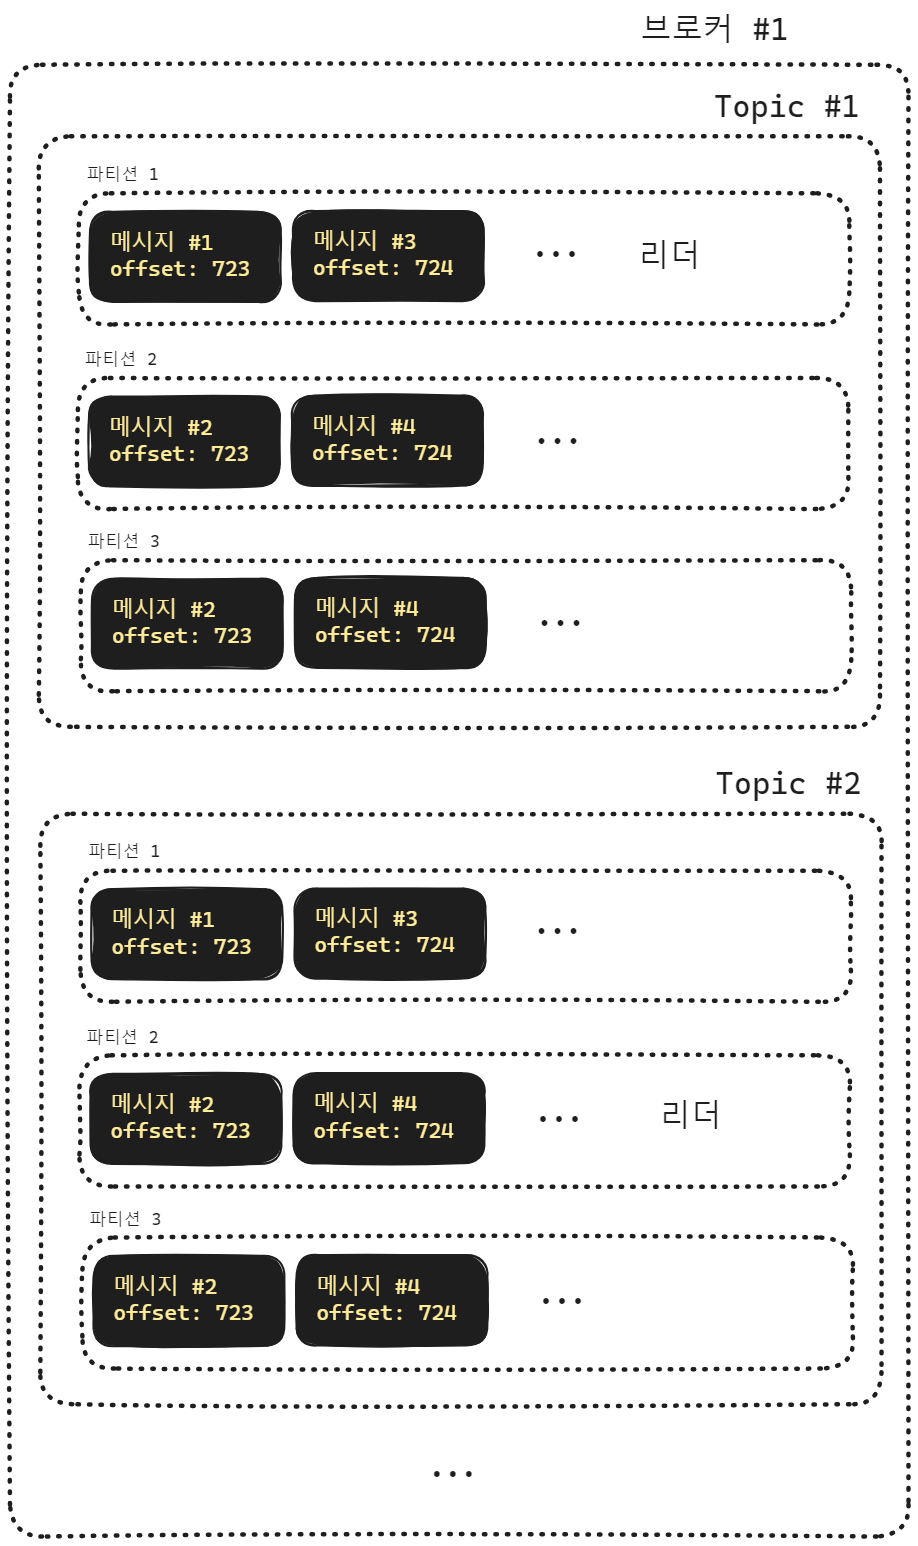 브로커 #1
Topic #1
파티션 1
메시지 #1
offset: 723
메시지 #3
offset: 724
... 리더
파티션 2
메시지 #2
offset: 723
메시지 #4
offset: 724
...
파티션 3
메시지 #2
offset: 723
메시지 #4
offset: 724
...
Topic #2
파티션 1
메시지 #1
offset: 723
메시지 #3
offset: 724
...
파티션 2
메시지 #2
offset: 723
메시지 #4
offset: 724
... 리더
파티션 3
메시지 #2
offset: 723
메시지 #4
offset: 724
...
...